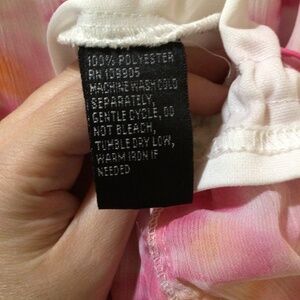 100% POLYESTER
RN 109905
MACHINE WASH COLD
SEPARATELY,
GENTLE CYCLE, DO
NOT BLEACH,
TUMBLE DRY LOW,
WARM IRON IF
NEEDED